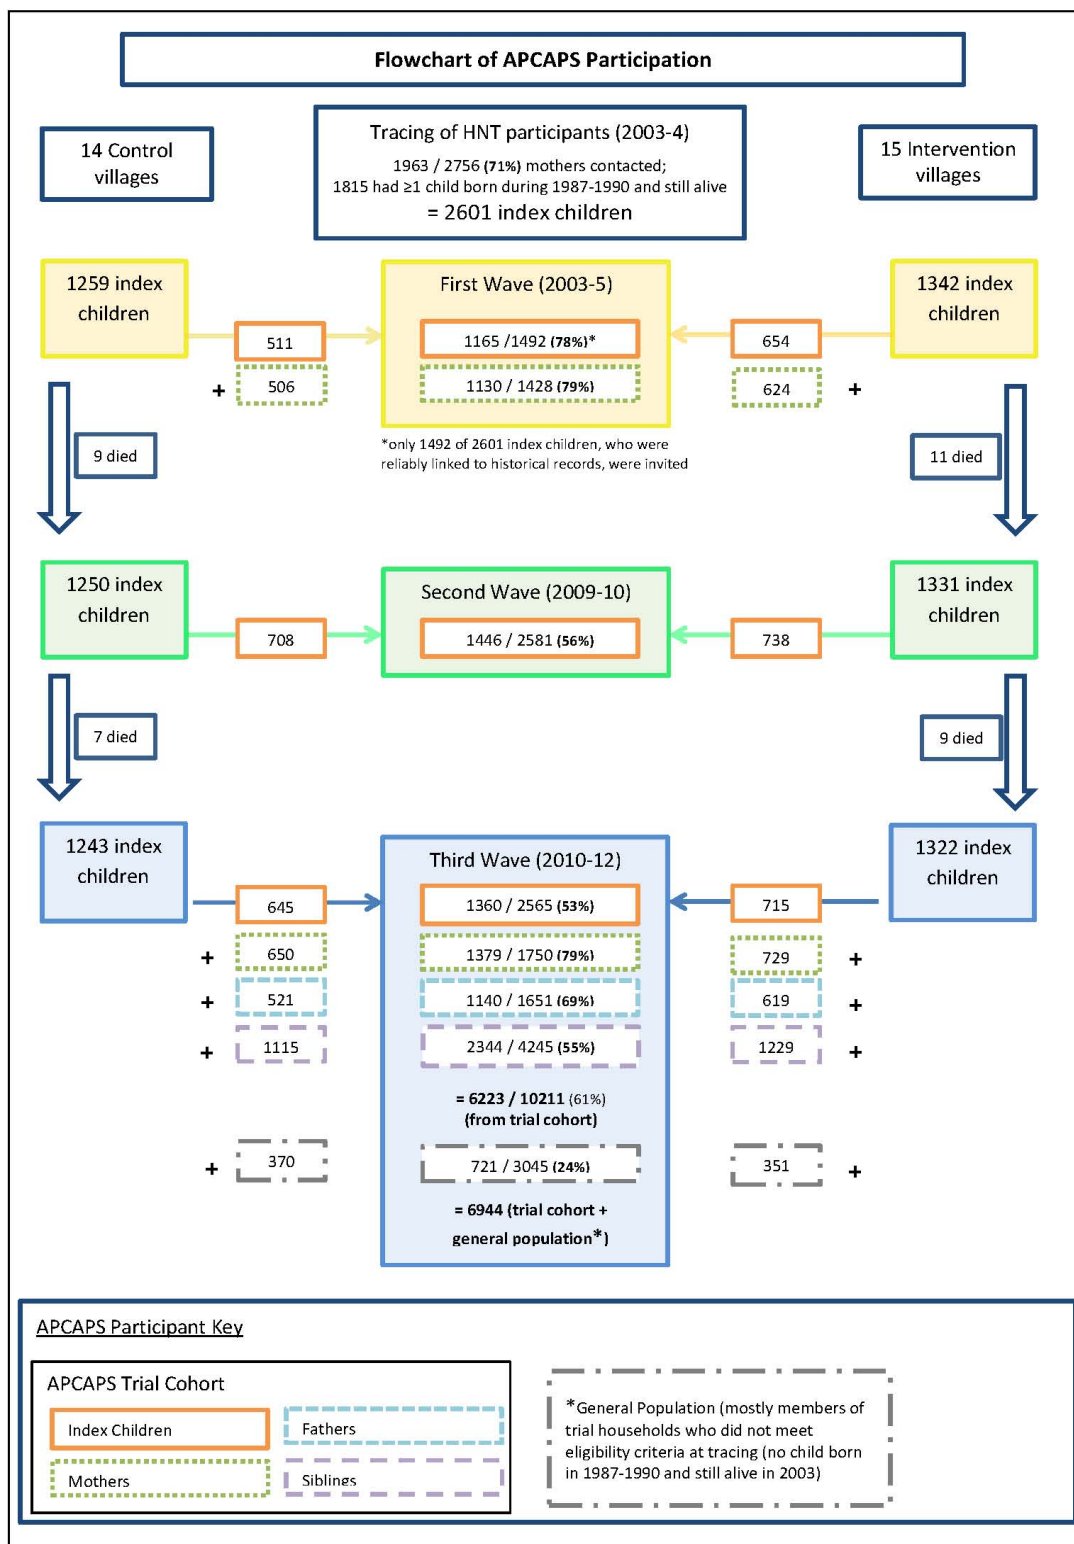 Flowchart of APCAPS Participation
14 Control
villages
Tracing of HNT participants (2003-4)
1963 / 2756 (71%) mothers contacted;
1815 had ≥1 child born during 1987-1990 and still alive
= 2601 index children
15 Intervention
villages
1259 index
children
First Wave (2003-5)
1342 index
children
511
1165 /1492 (78%)*
654
+ 506
1130 / 1428 (79%)
624 +
*only 1492 of 2601 index children, who were
reliably linked to historical records, were invited
9 died
11 died
1250 index
children
Second Wave (2009-10)
1331 index
children
708
1446 / 2581 (56%)
738
7 died
9 died
1243 index
children
Third Wave (2010-12)
1322 index
children
645
1360 / 2565 (53%)
715
+ 650
1379 / 1750 (79%)
729 +
+ 521
1140 / 1651 (69%)
619 +
+ 1115
2344 / 4245 (55%)
1229 +
= 6223 / 10211 (61%)
(from trial cohort)
+ 370
721 / 3045 (24%)
351 +
= 6944 (trial cohort +
general population*)
APCAPS Participant Key
APCAPS Trial Cohort
Index Children
Fathers
Mothers
Siblings
*General Population (mostly members of
trial households who did not meet
eligibility criteria at tracing (no child born
in 1987-1990 and still alive in 2003)